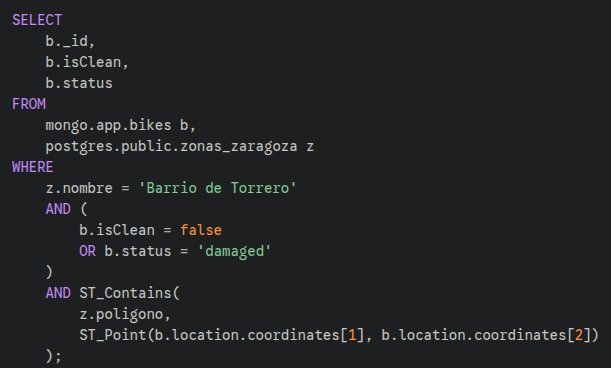 SELECT
    b._id,
    b.isClean,
    b.status
FROM
    mongo.app.bikes b,
    postgres.public.zonas_zaragoza z
WHERE
    z.nombre = 'Barrio de Torrero'
    AND (
        b.isClean = false
        OR b.status = 'damaged'
    )
    AND ST_Contains(
        z.poligono,
        ST_Point(b.location.coordinates[1], b.location.coordinates[2])
    );